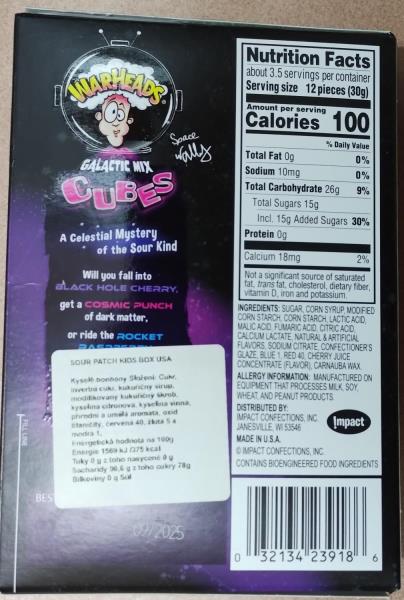 WARHEADS
Space
Wally
GALACTIC MIX
CUBES
A Celestial Mystery
of the Sour Kind
Will you fall into
BLACK HOLE CHERRY,
get a COSMIC PUNCH
of dark matter,
or ride the ROCKET
RASPBERRY
SOUR PATCH KIDS BOX USA
Kyselé bonbony Složení: Cukr,
invertní cukr, kukuřičný sirup,
modifikovaný kukuřičný škrob,
kyselina citronová, kyselina vinná,
přírodní a umělá aromata, oxid
titaničitý, červená 40, žlutá 5 a
modrá 1,
Energetická hodnota na 100g
Energie 1569 kJ /375 kcal
Tuky 0 g z toho nasycené 0 g
Sacharidy 96,6 g z toho cukry 78g
Bílkoviny 0 g Sůl
BES
07/2025
Nutrition Facts
about 3.5 servings per container
Serving size 12 pieces (30g)
Amount per serving
Calories 100
% Daily Value
Total Fat 0g 0%
Sodium 10mg 0%
Total Carbohydrate 26g 9%
Total Sugars 15g
Incl. 15g Added Sugars 30%
Protein 0g
Calcium 18mg 2%
Not a significant source of saturated
fat, trans fat, cholesterol, dietary fiber,
vitamin D, iron and potassium.
INGREDIENTS: SUGAR, CORN SYRUP, MODIFIED
CORN STARCH, CORN STARCH, LACTIC ACID,
MALIC ACID, FUMARIC ACID, CITRIC ACID,
CALCIUM LACTATE, NATURAL & ARTIFICIAL
FLAVORS, SODIUM CITRATE, CONFECTIONER'S
GLAZE, BLUE 1, RED 40, CHERRY JUICE
CONCENTRATE (FLAVOR), CARNAUBA WAX.
ALLERGY INFORMATION: MANUFACTURED ON
EQUIPMENT THAT PROCESSES MILK, SOY,
WHEAT, AND PEANUT PRODUCTS.
DISTRIBUTED BY:
IMPACT CONFECTIONS, INC.
JANESVILLE, WI 53546
Impact
MADE IN U.S.A.
© IMPACT CONFECTIONS, INC.
CONTAINS BIOENGINEERED FOOD INGREDIENTS
0 32134 23918 6